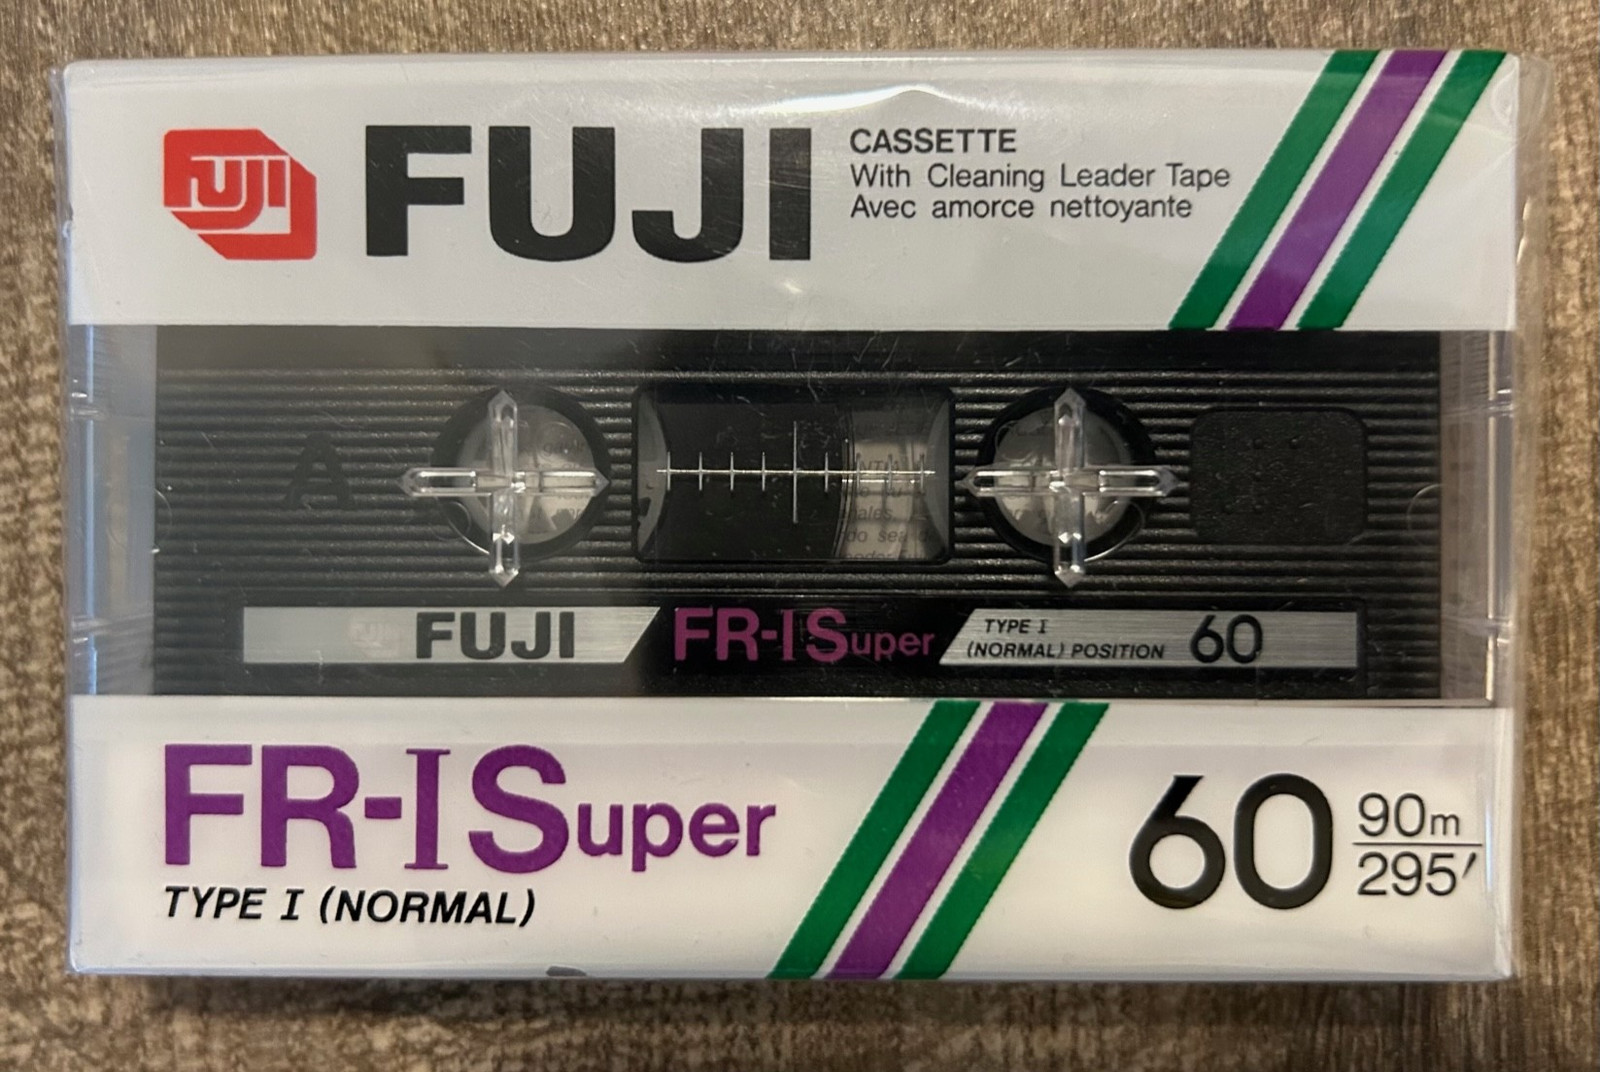 FUJI
FUJI
CASSETTE
With Cleaning Leader Tape
Avec amorce nettoyante
A
FUJI
FR-I Super
TYPE I
(NORMAL) POSITION
60
FR-I Super
TYPE I (NORMAL)
60
90m
295'